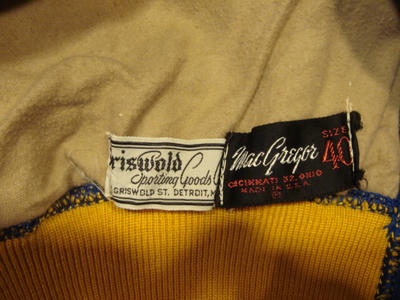 riswold
Sporting Goods
GRISWOLD ST. DETROIT, M
MacGregor
SIZE
40
CINCINNATI 32, OHIO
MADE IN U.S.A.